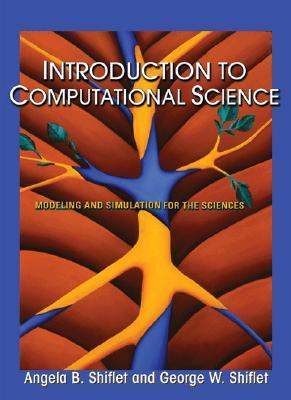 INTRODUCTION TO
COMPUTATIONAL SCIENCE
MODELING AND SIMULATION FOR THE SCIENCES
Angela B. Shiflet and George W. Shiflet